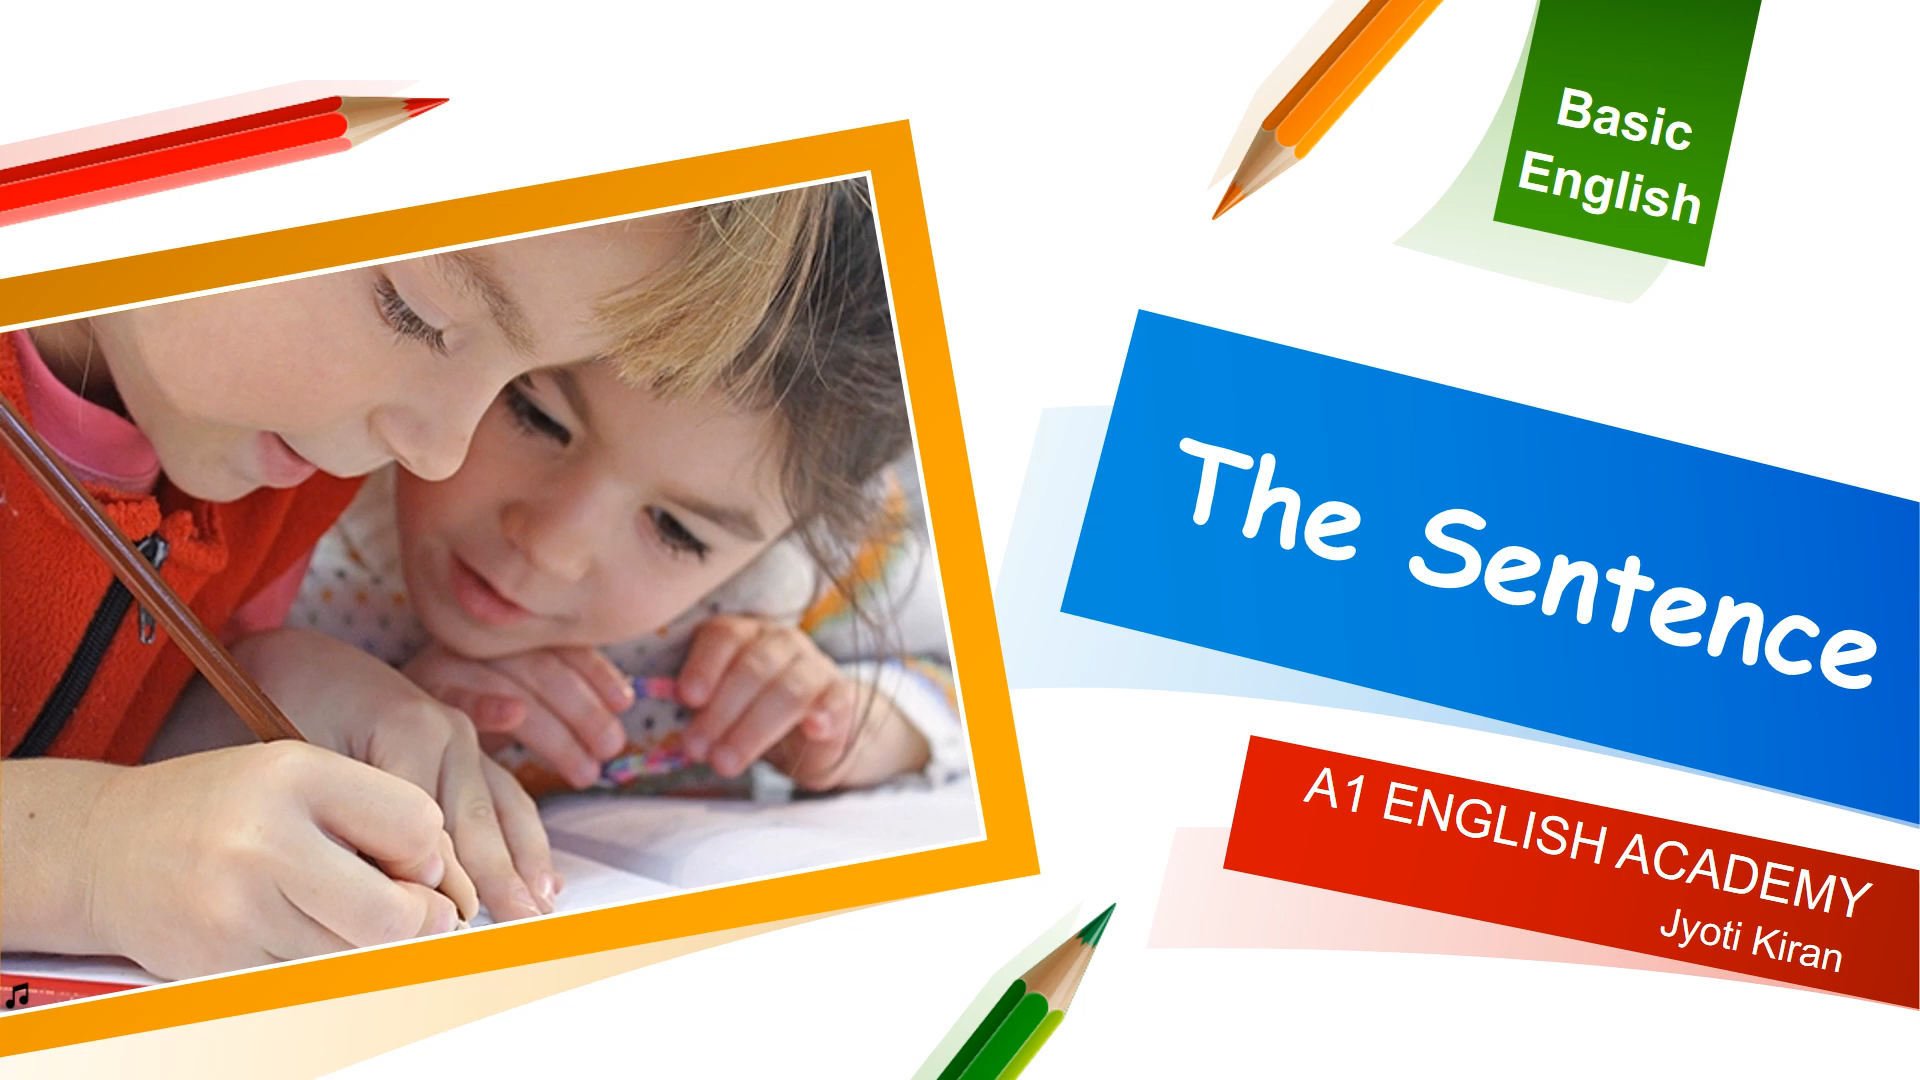 Basic
English
The Sentence
A1 ENGLISH ACADEMY
Jyoti Kiran